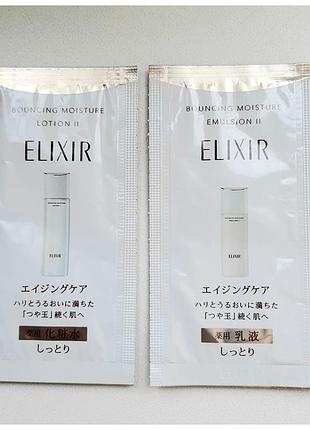 BOUNCING MOISTURE
LOTION II
ELIXIR
ELIXIR
エイジングケア
ハリとうるおいに満ちた
「つや玉」続く肌へ
薬用 化粧水
しっとり
BOUNCING MOISTURE
EMULSION II
ELIXIR
ELIXIR
エイジングケア
ハリとうるおいに満ちた
「つや玉」続く肌へ
薬用 乳液
しっとり